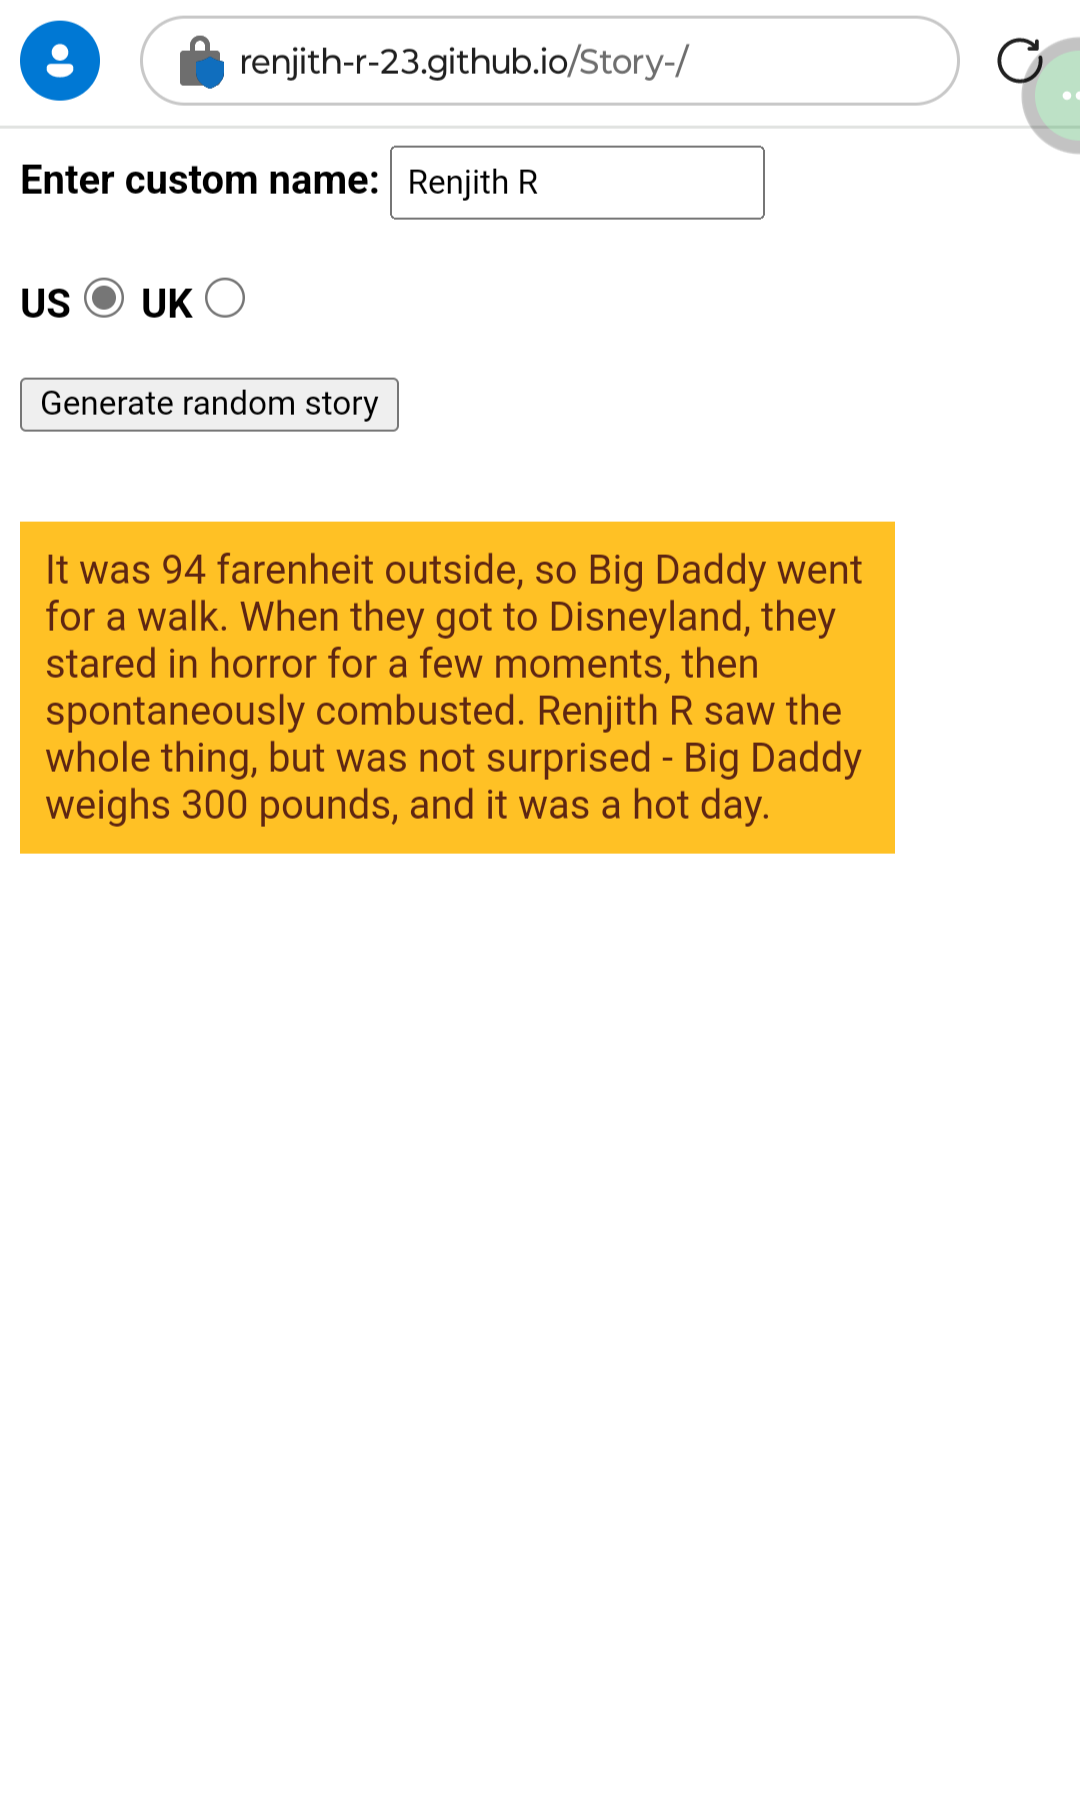 renjith-r-23.github.io/Story-/
Enter custom name: Renjith R
US UK
Generate random story
It was 94 farenheit outside, so Big Daddy went
for a walk. When they got to Disneyland, they
stared in horror for a few moments, then
spontaneously combusted. Renjith R saw the
whole thing, but was not surprised - Big Daddy
weighs 300 pounds, and it was a hot day.